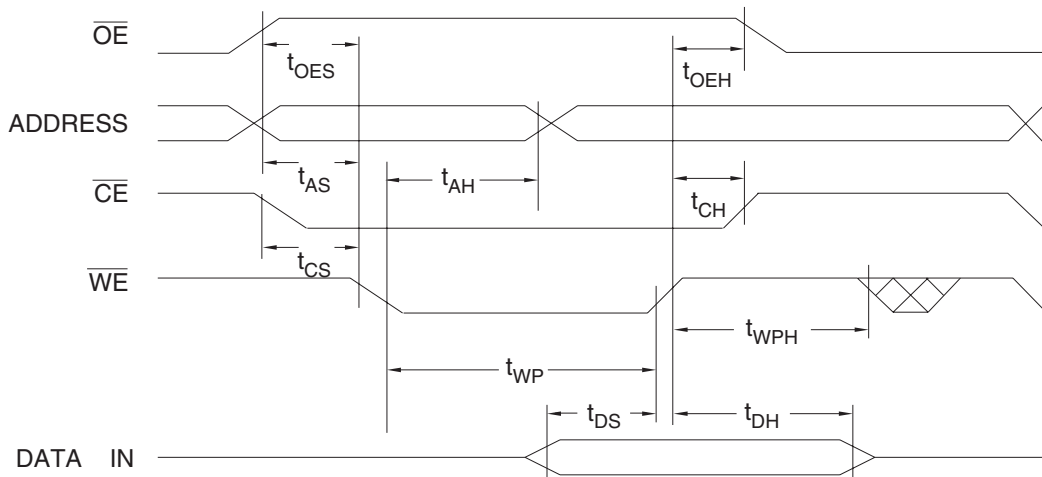 OE
tOES
tOEH
ADDRESS
tAS
tAH
CE
tCH
tCS
WE
tWPH
tWP
tDS
tDH
DATA IN